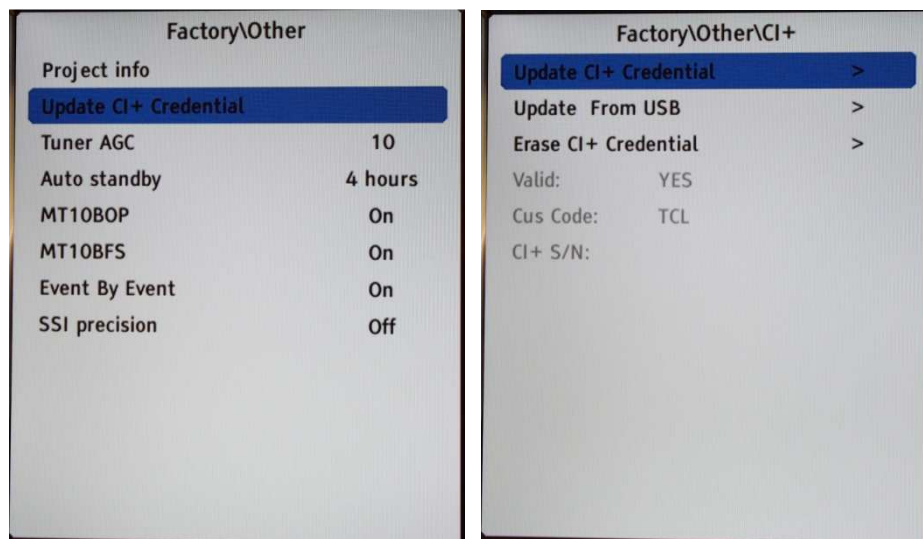 Factory\Other
Project info
Update CI+ Credential
Tuner AGC 10
Auto standby 4 hours
MT10BOP On
MT10BFS On
Event By Event On
SSI precision Off
Factory\Other\CI+
Update CI+ Credential >
Update From USB >
Erase CI+ Credential >
Valid: YES
Cus Code: TCL
CI+ S/N: